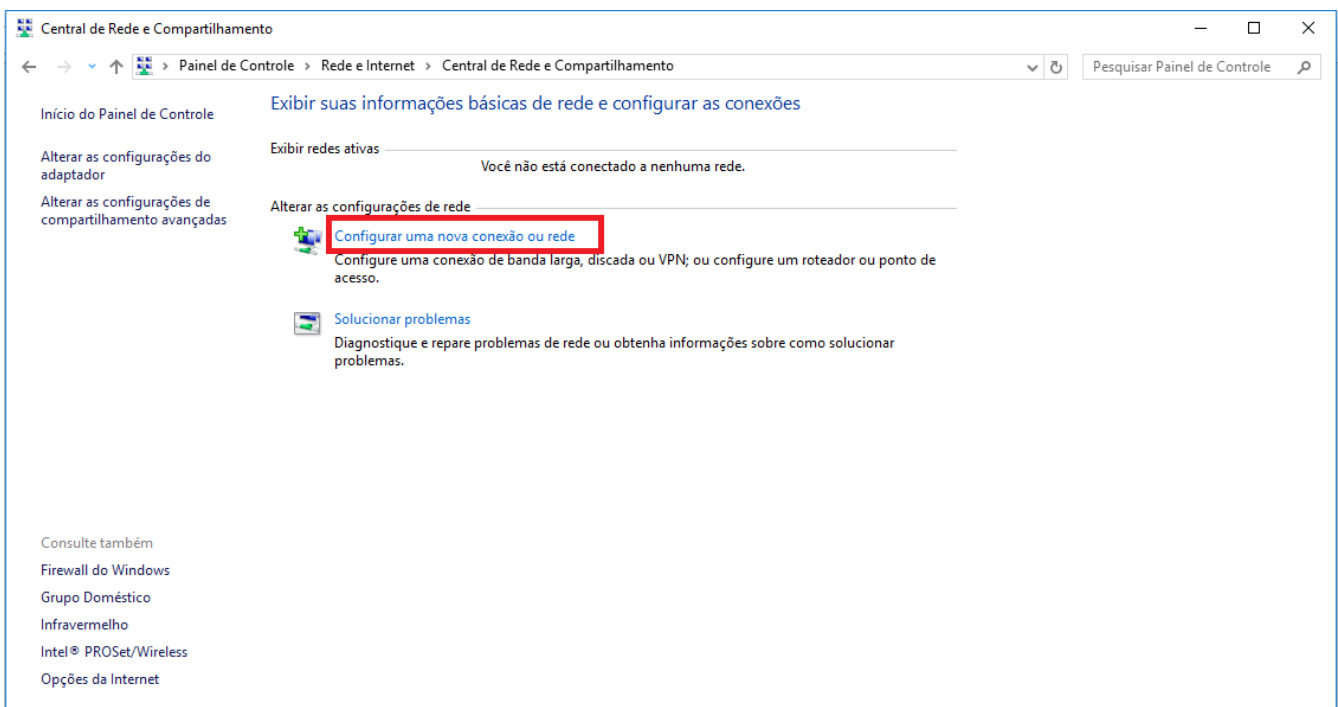 Central de Rede e Compartilhamento
Painel de Controle › Rede e Internet › Central de Rede e Compartilhamento
Pesquisar Painel de Controle
Início do Painel de Controle
Alterar as configurações do
adaptador
Alterar as configurações de
compartilhamento avançadas
Exibir suas informações básicas de rede e configurar as conexões
Exibir redes ativas
Você não está conectado a nenhuma rede.
Alterar as configurações de rede
Configurar uma nova conexão ou rede
Configure uma conexão de banda larga, discada ou VPN; ou configure um roteador ou ponto de
acesso.
Solucionar problemas
Diagnostique e repare problemas de rede ou obtenha informações sobre como solucionar
problemas.
Consulte também
Firewall do Windows
Grupo Doméstico
Infravermelho
Intel® PROSet/Wireless
Opções da Internet